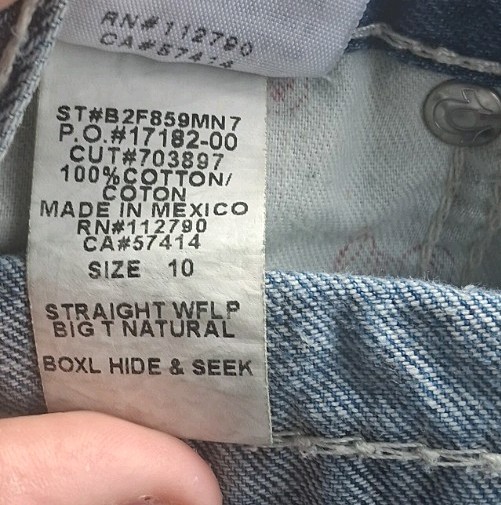 RN#112790
CA#57414
ST#B2F859MN7
P.O.#17182-00
CUT#703897
100%COTTON/
COTON
MADE IN MEXICO
RN#112790
CA#57414
SIZE 10
STRAIGHT WFLP
BIG T NATURAL
BOXL HIDE & SEEK